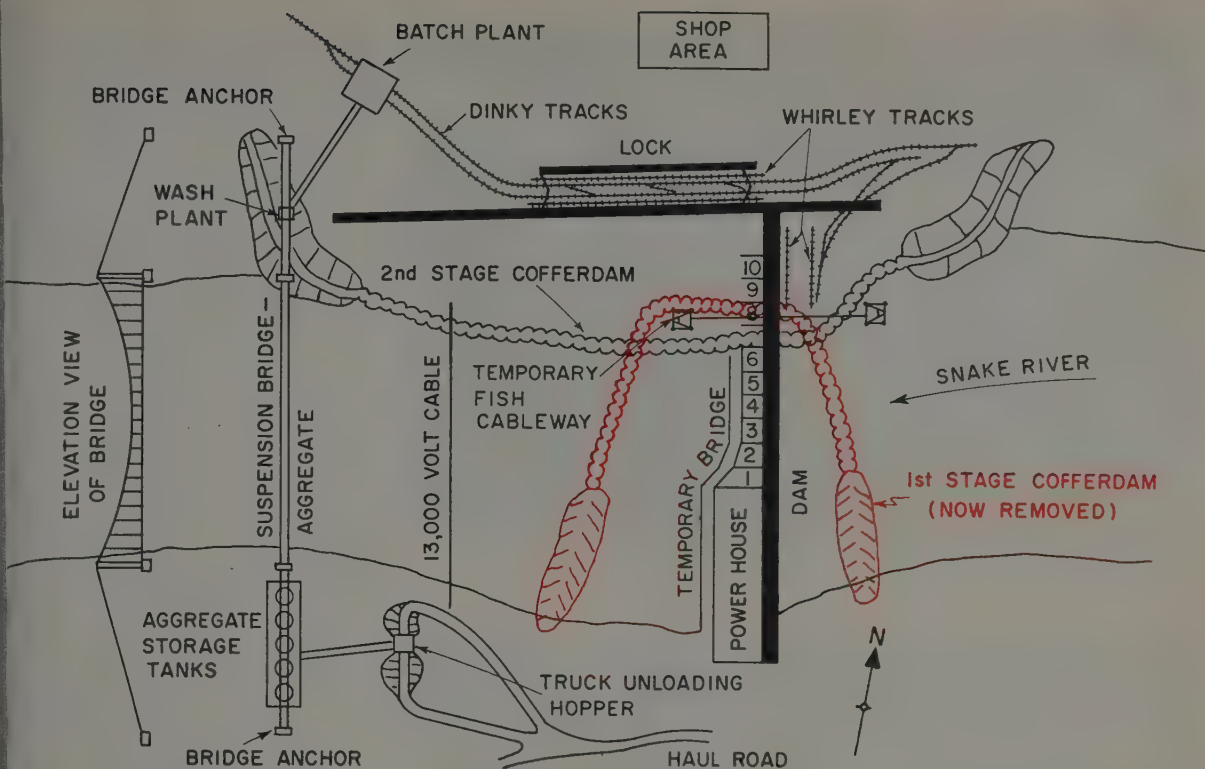 BATCH PLANT
SHOP
AREA
BRIDGE ANCHOR
DINKY TRACKS
WHIRLEY TRACKS
LOCK
WASH
PLANT
2nd STAGE COFFERDAM
10
9
8
6
5
4
3
2
1
TEMPORARY
FISH
CABLEWAY
SNAKE RIVER
ELEVATION VIEW
OF BRIDGE
SUSPENSION BRIDGE –
AGGREGATE
13,000 VOLT CABLE
TEMPORARY BRIDGE
DAM
1st STAGE COFFERDAM
(NOW REMOVED)
POWER HOUSE
AGGREGATE
STORAGE
TANKS
TRUCK UNLOADING
HOPPER
N
BRIDGE ANCHOR
HAUL ROAD